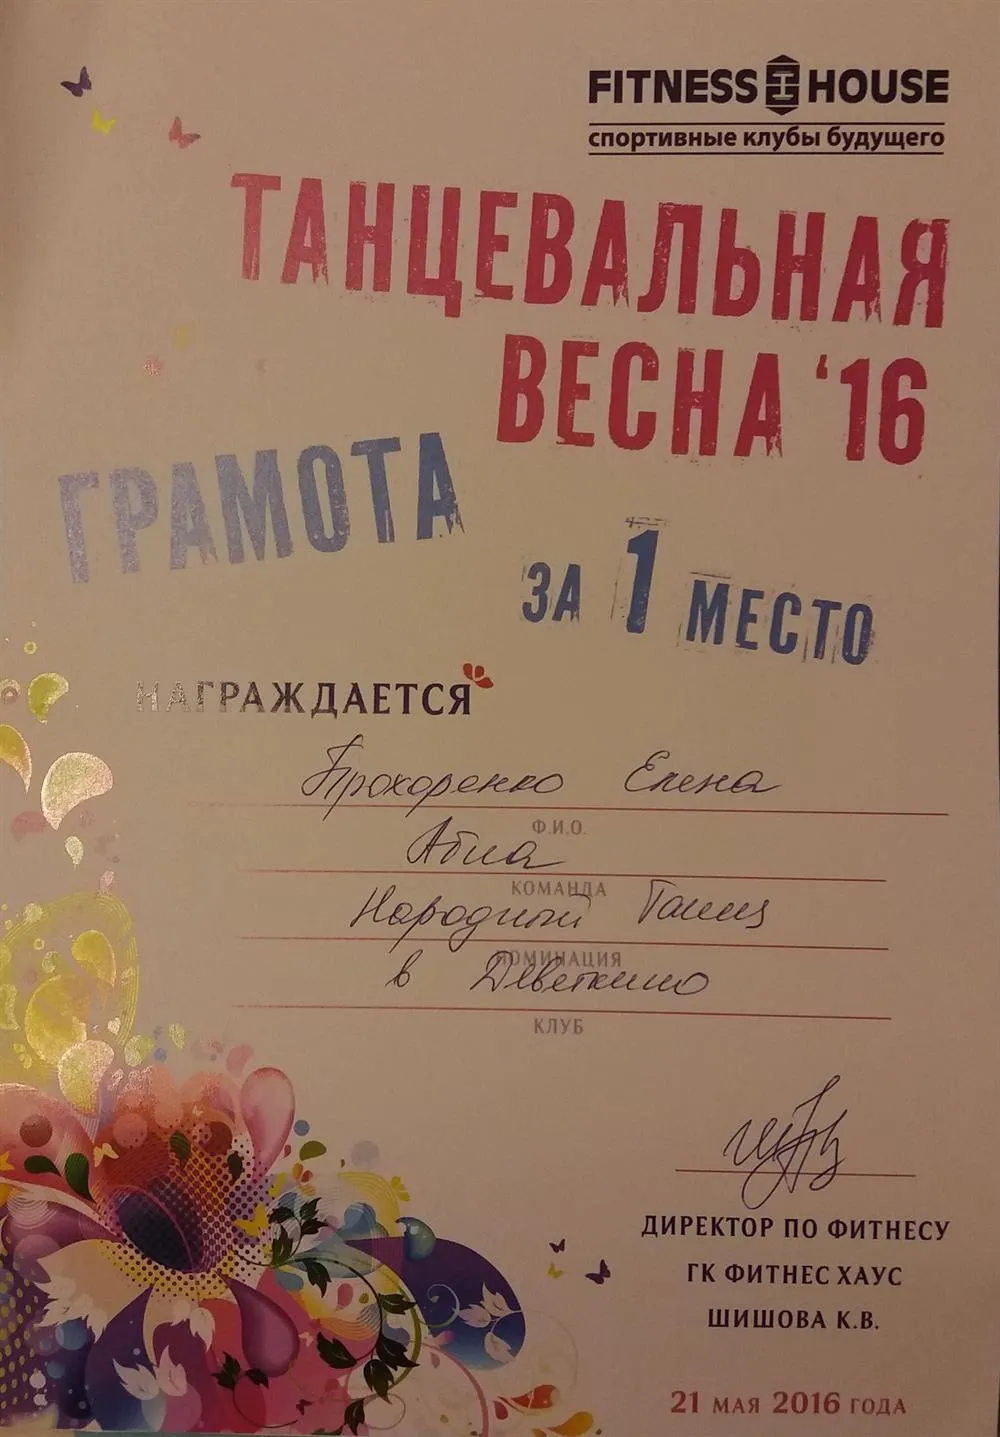 FITNESS HOUSE
спортивные клубы будущего
ТАНЦЕВАЛЬНАЯ
ВЕСНА '16
ГРАМОТА
ЗА 1 МЕСТО
НАГРАЖДАЕТСЯ
Прохоренко Елена
Ф.И.О.
КОМАНДА
Народный Танец
НОМИНАЦИЯ
в Девяткино
КЛУБ
ДИРЕКТОР ПО ФИТНЕСУ
ГК ФИТНЕС ХАУС
ШИШОВА К.В.
21 МАЯ 2016 ГОДА